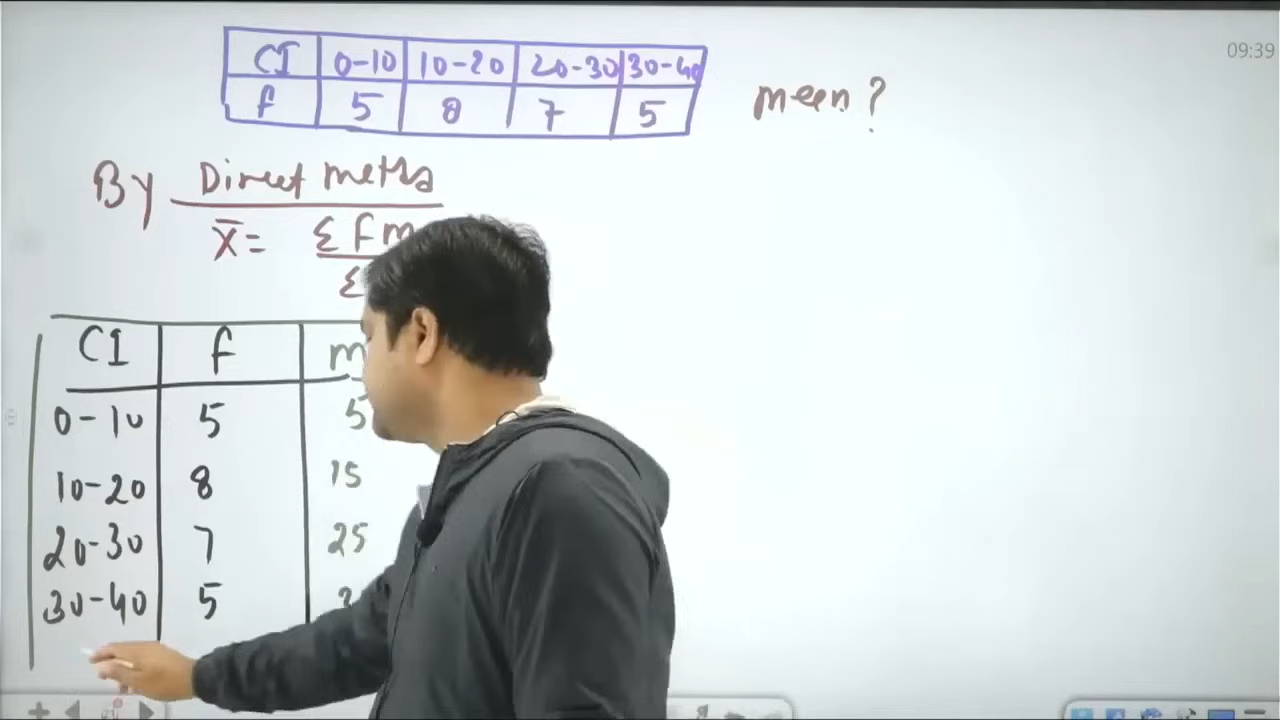 09:39
CI 0-10 10-20 20-30 30-40
f 5 8 7 5
mean?
By Direct
x̄ = Σfm
Σ
CI f m
0-10 5 5
10-20 8 15
20-30 7 25
30-40 5